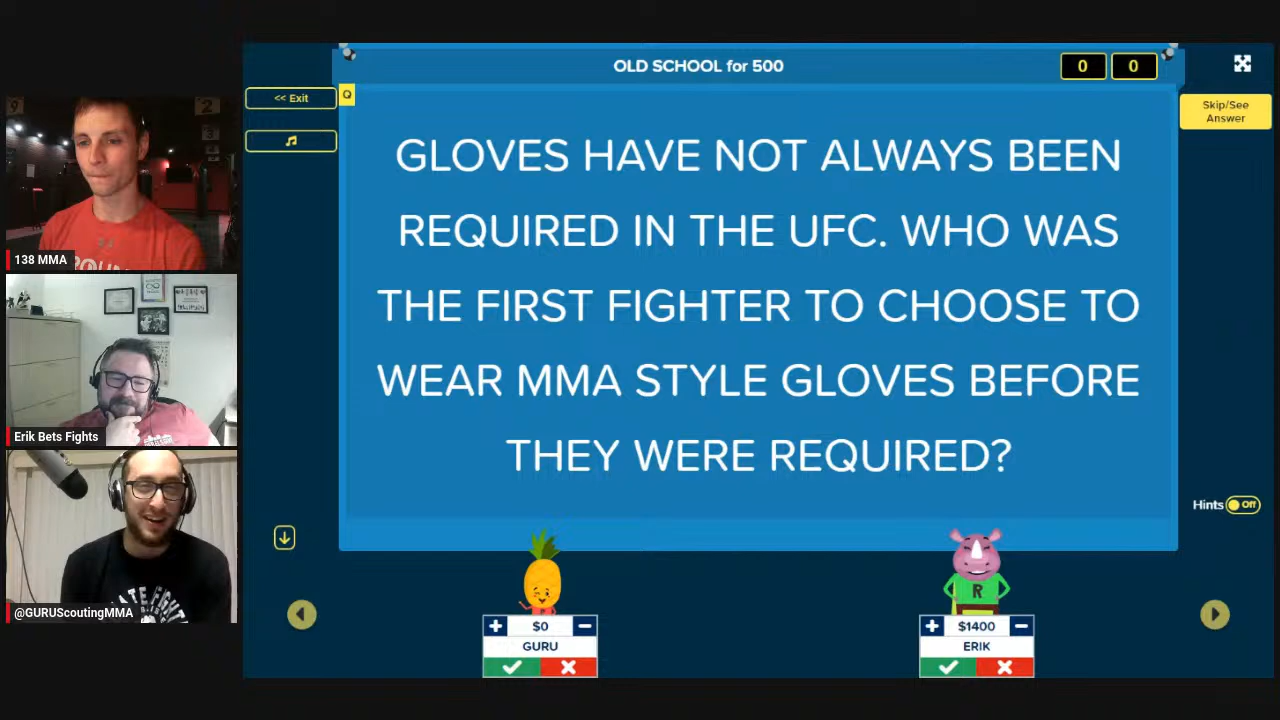 OLD SCHOOL for 500
0 0
<< Exit
Q
Skip/See
Answer
GLOVES HAVE NOT ALWAYS BEEN
REQUIRED IN THE UFC. WHO WAS
THE FIRST FIGHTER TO CHOOSE TO
WEAR MMA STYLE GLOVES BEFORE
THEY WERE REQUIRED?
138 MMA
Erik Bets Fights
@GURUScoutingMMA
Hints Off
R
+ $0 −
GURU
+ $1400 −
ERIK